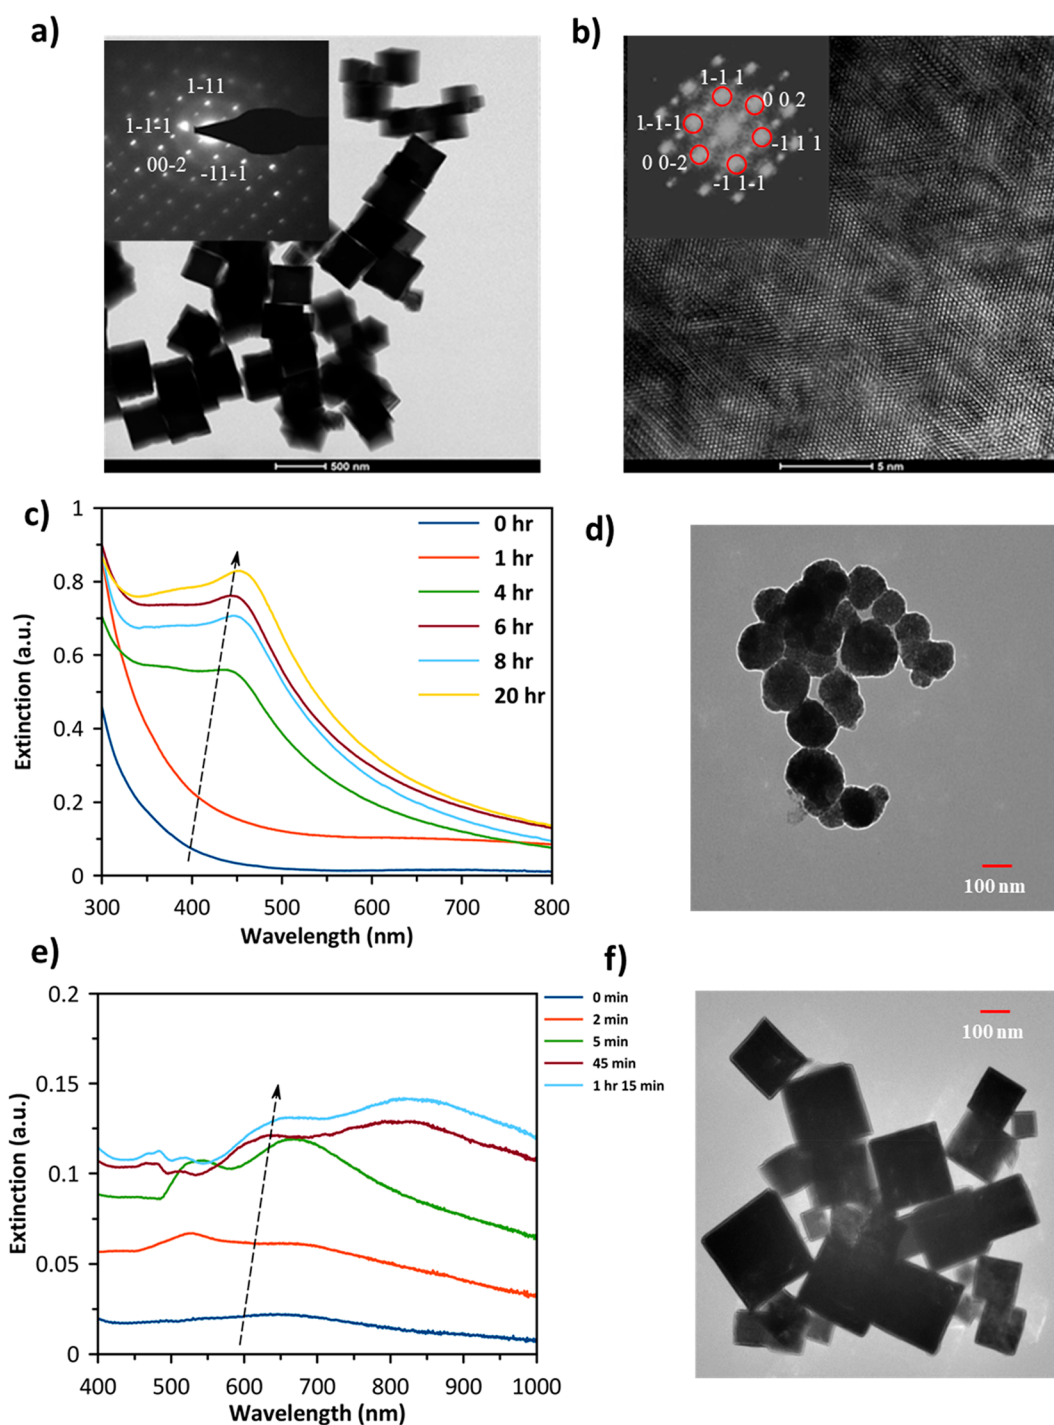 a)
1-11
1-1-1
00-2
-11-1
500 nm
b)
1-1 1
0 0 2
1-1-1
-1 1 1
0 0-2
-1 1-1
5 nm
c)
1
0.8
0.6
0.4
0.2
0
Extinction (a.u.)
0 hr
1 hr
4 hr
6 hr
8 hr
20 hr
300 400 500 600 700 800
Wavelength (nm)
d)
100 nm
e)
0.2
0.15
0.1
0.05
0
Extinction (a.u.)
0 min
2 min
5 min
45 min
1 hr 15 min
400 500 600 700 800 900 1000
Wavelength (nm)
f)
100 nm